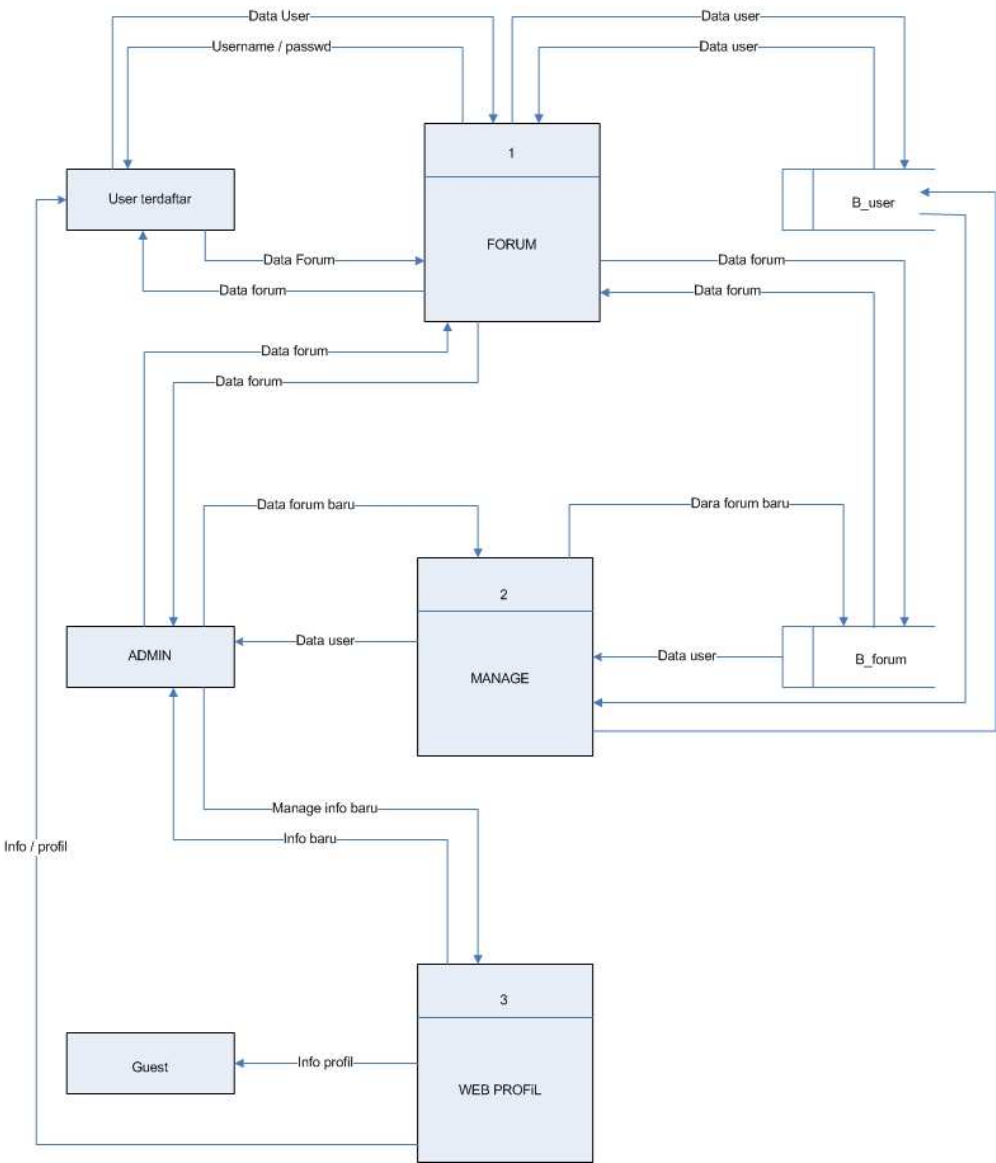 Data User
Data user
Username / passwd
Data user
1
User terdaftar
B_user
FORUM
Data Forum
Data forum
Data forum
Data forum
Data forum
Data forum
Data forum baru
Dara forum baru
2
Data user
ADMIN
Data user
B_forum
MANAGE
Manage info baru
Info baru
Info / profil
3
Guest
Info profil
WEB PROFiL